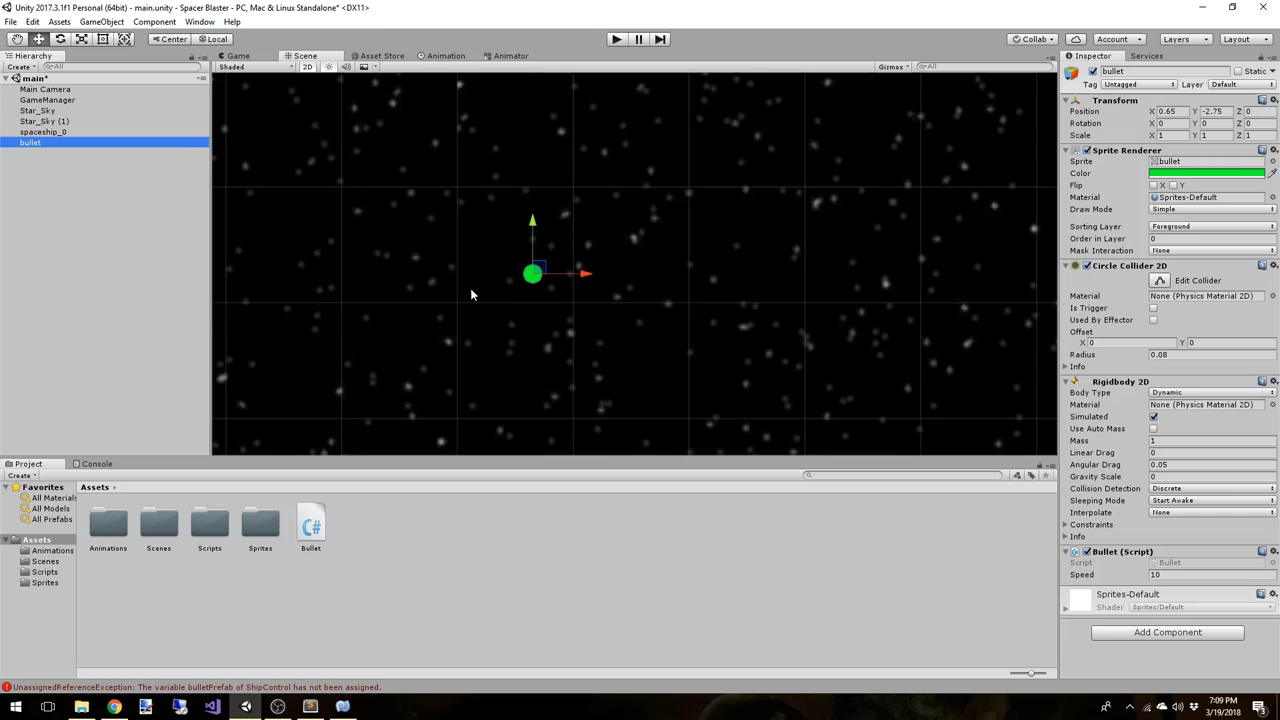 Unity 2017.3.1f1 Personal (64bit) - main.unity - Spacer Blaster - PC, Mac & Linux Standalone* <DX11>
File Edit Assets GameObject Component Window Help
Center Local Collab Account Layers Layout
Hierarchy Game Scene Asset Store Animation Animator Inspector Services
Create All Shaded 2D Gizmos All bullet Static
main*
Main Camera
GameManager
Star_Sky
Star_Sky (1)
spaceship_0
bullet
Tag Untagged Layer Default
Transform
Position X 0.65 Y -2.75 Z 0
Rotation X 0 Y 0 Z 0
Scale X 1 Y 1 Z 1
Sprite Renderer
Sprite bullet
Color
Flip X Y
Material Sprites-Default
Draw Mode Simple
Sorting Layer Foreground
Order in Layer 0
Mask Interaction None
Circle Collider 2D
Edit Collider
Material None (Physics Material 2D)
Is Trigger
Used By Effector
Offset
X 0 Y 0
Radius 0.08
Info
Rigidbody 2D
Body Type Dynamic
Material None (Physics Material 2D)
Simulated
Use Auto Mass
Mass 1
Linear Drag 0
Angular Drag 0.05
Gravity Scale 0
Collision Detection Discrete
Sleeping Mode Start Awake
Interpolate None
Constraints
Info
Bullet (Script)
Script Bullet
Speed 10
Sprites-Default
Shader Sprites/Default
Add Component
Project Console
Create
Favorites
All Materials
All Models
All Prefabs
Assets
Animations
Scenes
Scripts
Sprites
Assets
C#
Animations Scenes Scripts Sprites Bullet
UnassignedReferenceException: The variable bulletPrefab of ShipControl has not been assigned.
7:09 PM
3/19/2018
3